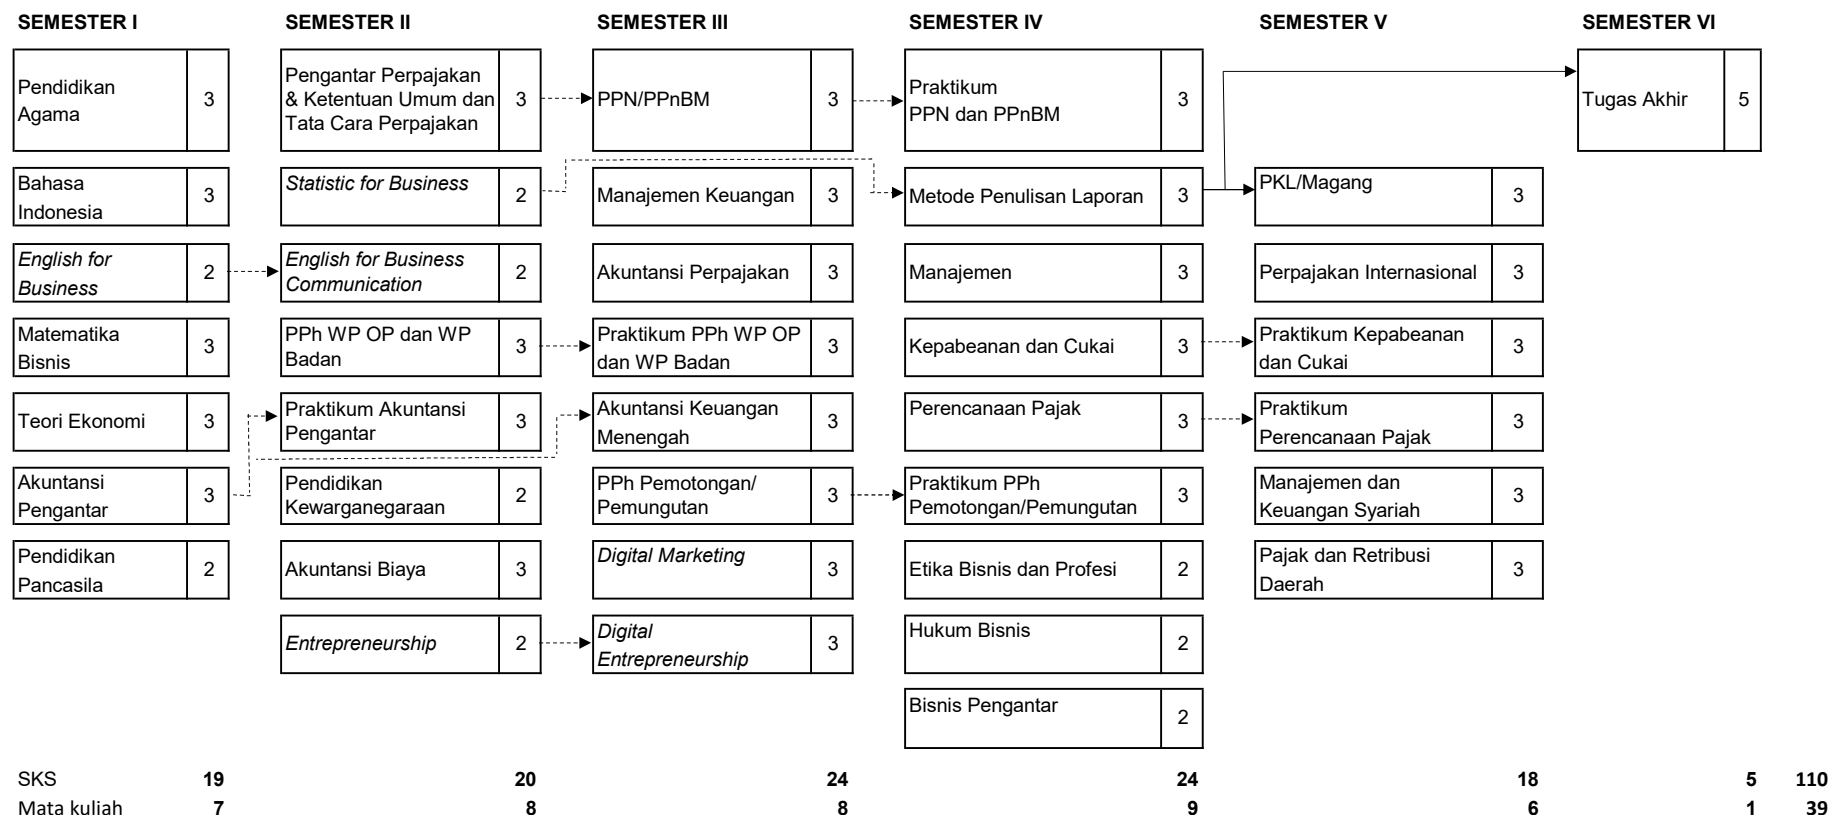 SEMESTER I
SEMESTER II
SEMESTER III
SEMESTER IV
SEMESTER V
SEMESTER VI
Pendidikan
Agama
3
Pengantar Perpajakan
& Ketentuan Umum dan
Tata Cara Perpajakan
3
PPN/PPnBM
3
Praktikum
PPN dan PPnBM
3
Tugas Akhir
5
Bahasa
Indonesia
3
Statistic for Business
2
Manajemen Keuangan
3
Metode Penulisan Laporan
3
PKL/Magang
3
English for
Business
2
English for Business
Communication
2
Akuntansi Perpajakan
3
Manajemen
3
Perpajakan Internasional
3
Matematika
Bisnis
3
PPh WP OP dan WP
Badan
3
Praktikum PPh WP OP
dan WP Badan
3
Kepabeanan dan Cukai
3
Praktikum Kepabeanan
dan Cukai
3
Teori Ekonomi
3
Praktikum Akuntansi
Pengantar
3
Akuntansi Keuangan
Menengah
3
Perencanaan Pajak
3
Praktikum
Perencanaan Pajak
3
Akuntansi
Pengantar
3
Pendidikan
Kewarganegaraan
2
PPh Pemotongan/
Pemungutan
3
Praktikum PPh
Pemotongan/Pemungutan
3
Manajemen dan
Keuangan Syariah
3
Pendidikan
Pancasila
2
Akuntansi Biaya
3
Digital Marketing
3
Etika Bisnis dan Profesi
2
Pajak dan Retribusi
Daerah
3
Entrepreneurship
2
Digital
Entrepreneurship
3
Hukum Bisnis
2
Bisnis Pengantar
2
SKS 19 20 24 24 18 5 110
Mata kuliah 7 8 8 9 6 1 39